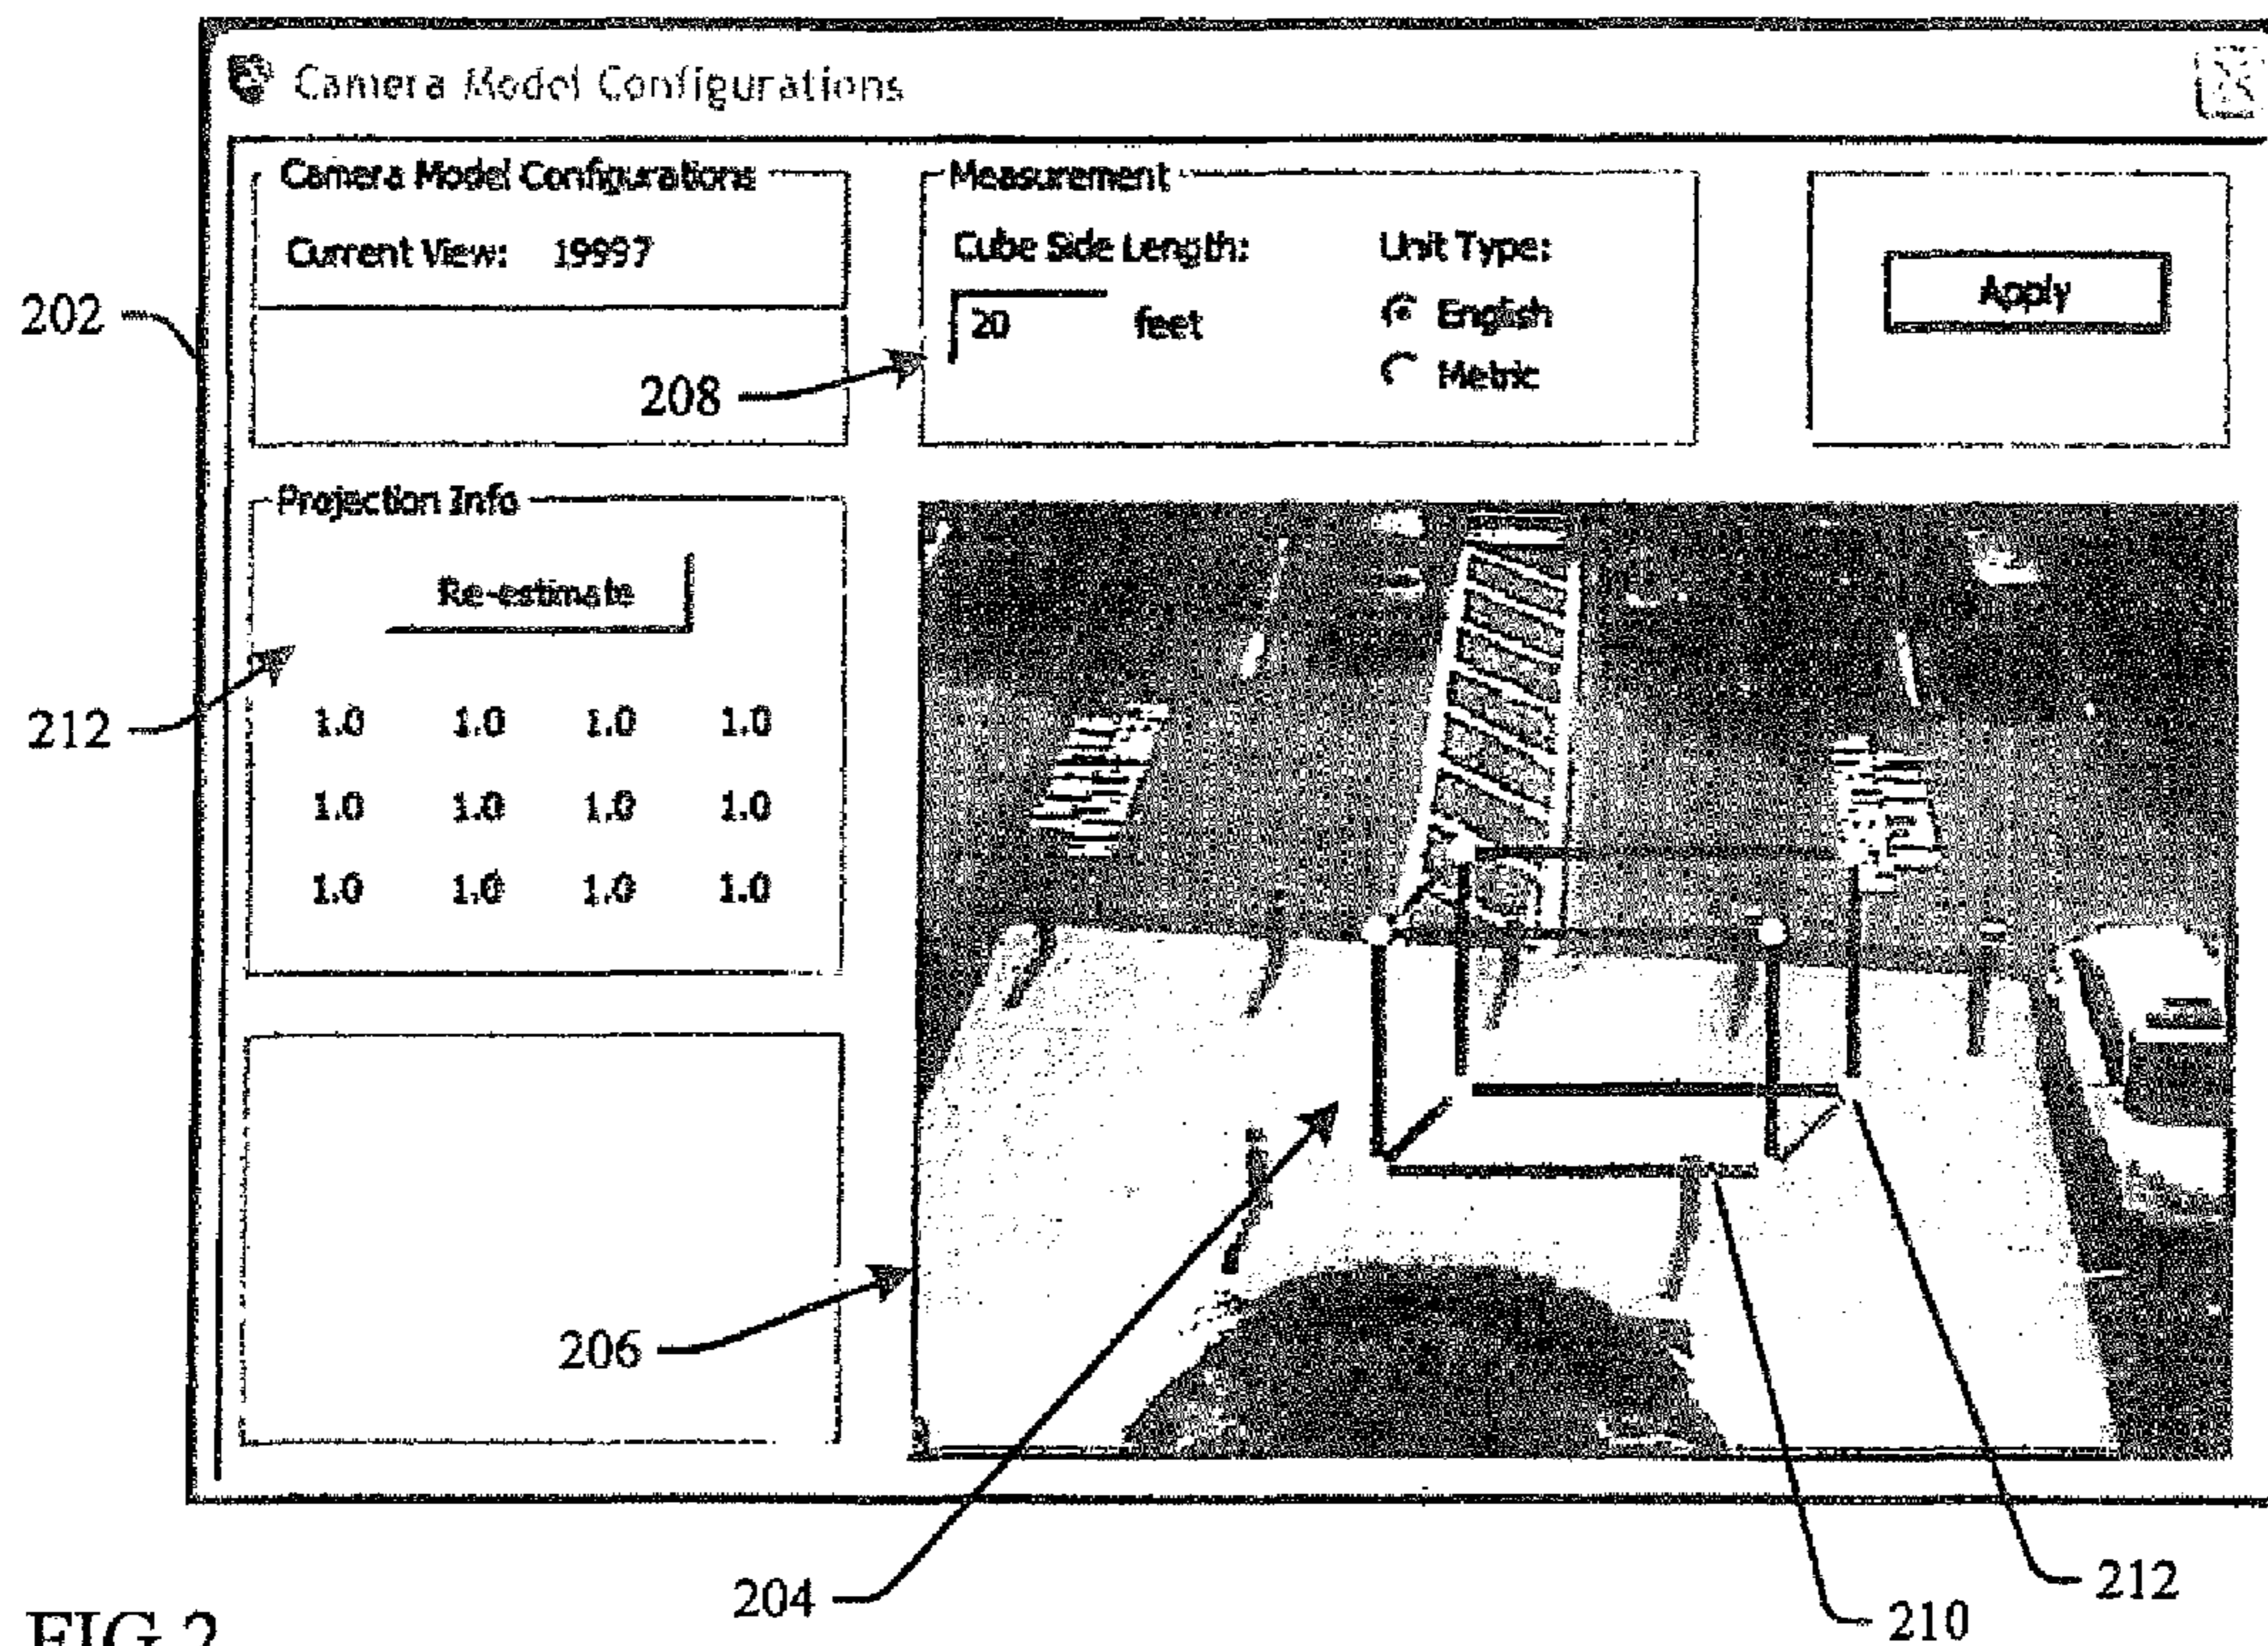 Camera Model Configurations
Camera Model Configurations
Current View: 19997
Measurement
Cube Side Length:
20 feet
Unit Type:
English
Metric
Apply
202
208
Projection Info
Re-estimate
212
1.0 1.0 1.0 1.0
1.0 1.0 1.0 1.0
1.0 1.0 1.0 1.0
206
204
212
210
FIG 2